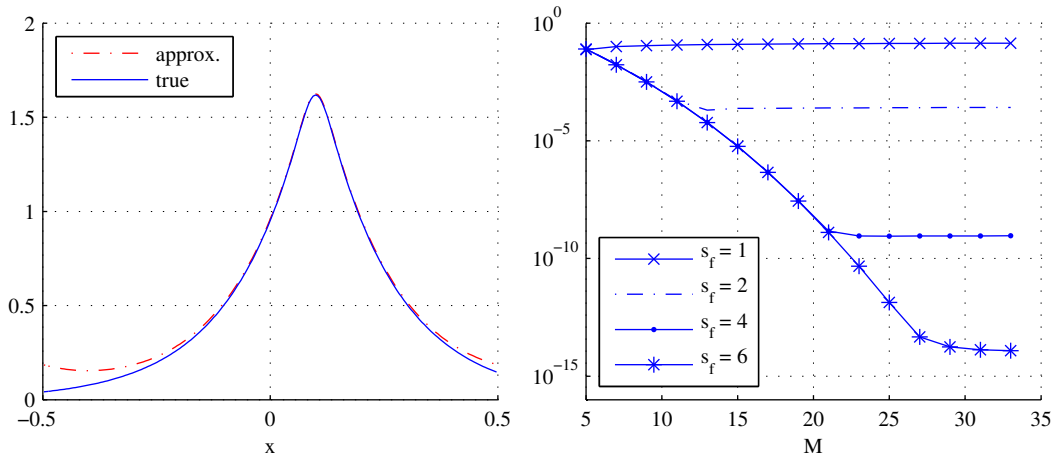 2
1.5
1
0.5
0
−0.5
0
0.5
x
approx.
true
10^0
10^−5
10^−10
10^−15
5
10
15
20
25
30
35
M
s_f = 1
s_f = 2
s_f = 4
s_f = 6